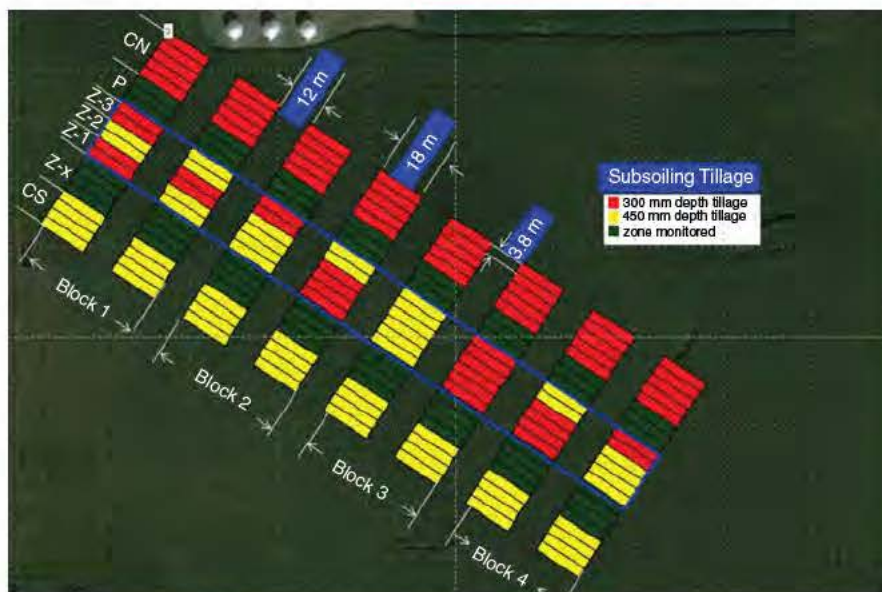 CN
P
Z-3
Z-2
Z-1
Z-x
CS
12 m
18 m
3.8 m
Subsoiling Tillage
300 mm depth tillage
450 mm depth tillage
zone monitored
Block 1
Block 2
Block 3
Block 4